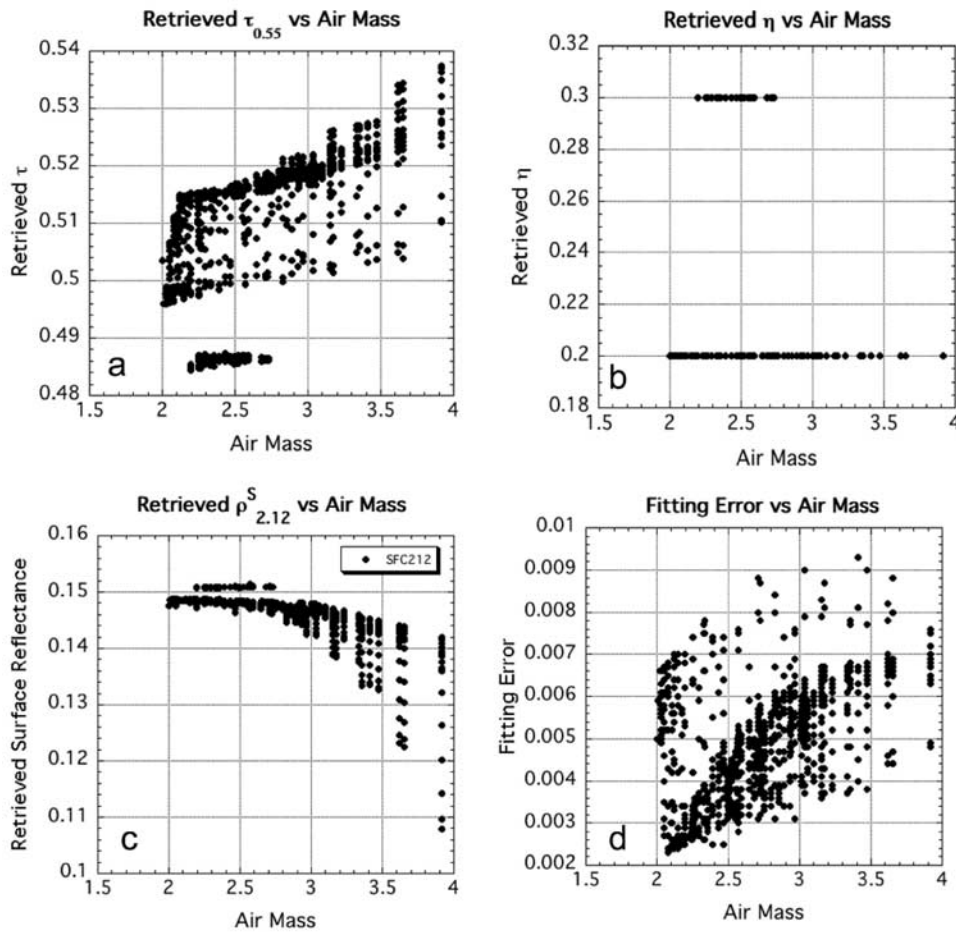 Retrieved τ0.55 vs Air Mass
0.54
0.53
0.52
0.51
0.5
0.49
0.48
Retrieved τ
a
1.5 2 2.5 3 3.5 4
Air Mass
Retrieved η vs Air Mass
0.32
0.3
0.28
0.26
0.24
0.22
0.2
0.18
Retrieved η
b
1.5 2 2.5 3 3.5 4
Air Mass
Retrieved ρS2.12 vs Air Mass
0.16
0.15
0.14
0.13
0.12
0.11
0.1
Retrieved Surface Reflectance
SFC212
c
1.5 2 2.5 3 3.5 4
Air Mass
Fitting Error vs Air Mass
0.01
0.009
0.008
0.007
0.006
0.005
0.004
0.003
0.002
Fitting Error
d
1.5 2 2.5 3 3.5 4
Air Mass